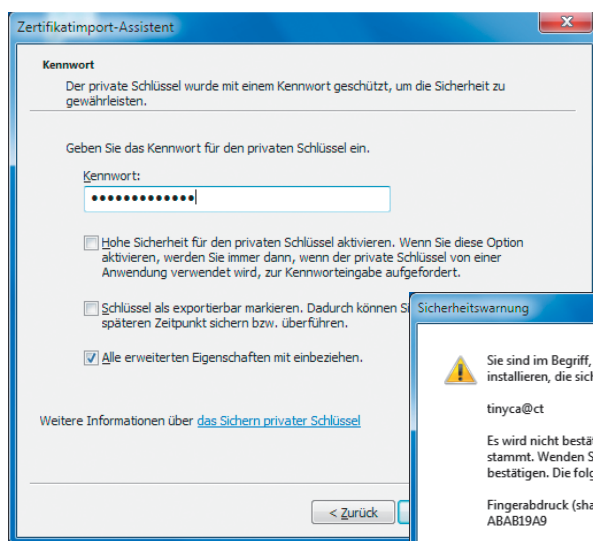 Zertifikatimport-Assistent
Kennwort
Der private Schlüssel wurde mit einem Kennwort geschützt, um die Sicherheit zu
gewährleisten.
Geben Sie das Kennwort für den privaten Schlüssel ein.
Kennwort:
●●●●●●●●●●●●●
Hohe Sicherheit für den privaten Schlüssel aktivieren. Wenn Sie diese Option
aktivieren, werden Sie immer dann, wenn der private Schlüssel von einer
Anwendung verwendet wird, zur Kennworteingabe aufgefordert.
Schlüssel als exportierbar markieren. Dadurch können
späteren Zeitpunkt sichern bzw. überführen.
Alle erweiterten Eigenschaften mit einbeziehen.
Weitere Informationen über das Sichern privater Schlüssel
< Zurück
Sicherheitswarnung
Sie sind im Begriff,
installieren, die sich
tinyca@ct
Es wird nicht bestä
stammt. Wenden S
bestätigen. Die folg
Fingerabdruck (sha
ABAB19A9